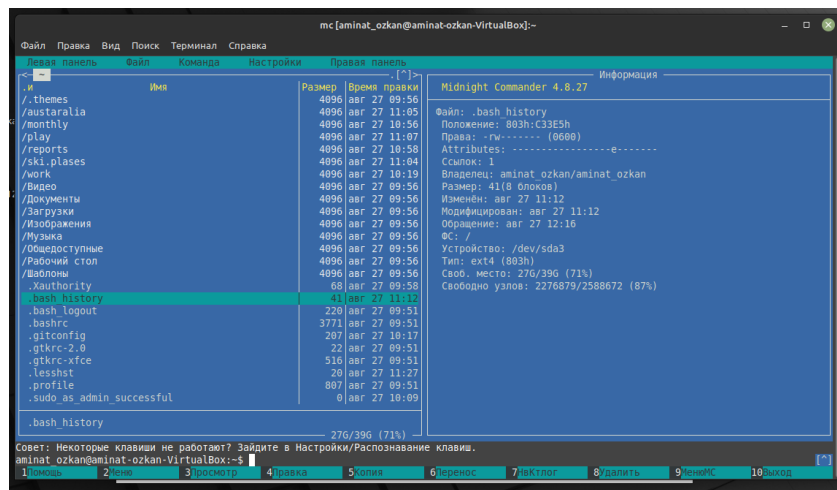 mc [aminat_ozkan@aminat-ozkan-VirtualBox]:~
Файл Правка Вид Поиск Терминал Справка
Левая панель Файл Команда Настройки Правая панель
<- ~ .[^]> Информация
.и Имя Размер Время правки Midnight Commander 4.8.27
/.themes 4096 авг 27 09:56
/austaralia 4096 авг 27 11:05 Файл: .bash_history
/monthly 4096 авг 27 10:56 Положение: 803h:C33E5h
/play 4096 авг 27 11:07 Права: -rw------- (0600)
/reports 4096 авг 27 10:58 Attributes: -----------------e-------
/ski.plases 4096 авг 27 11:04 Ссылок: 1
/work 4096 авг 27 10:19 Владелец: aminat_ozkan/aminat_ozkan
/Видео 4096 авг 27 09:56 Размер: 41(8 блоков)
/Документы 4096 авг 27 09:56 Изменён: авг 27 11:12
/Загрузки 4096 авг 27 09:56 Модифицирован: авг 27 11:12
/Изображения 4096 авг 27 09:56 Обращение: авг 27 12:16
/Музыка 4096 авг 27 09:56 ФС: /
/Общедоступные 4096 авг 27 09:56 Устройство: /dev/sda3
/Рабочий стол 4096 авг 27 09:56 Тип: ext4 (803h)
/Шаблоны 4096 авг 27 09:56 Своб. место: 27G/39G (71%)
.Xauthority 68 авг 27 09:58 Свободно узлов: 2276879/2588672 (87%)
.bash_history 41 авг 27 11:12
.bash_logout 220 авг 27 09:51
.bashrc 3771 авг 27 09:51
.gitconfig 207 авг 27 10:17
.gtkrc-2.0 22 авг 27 09:51
.gtkrc-xfce 516 авг 27 09:51
.lesshst 20 авг 27 11:27
.profile 807 авг 27 09:51
.sudo_as_admin_successful 0 авг 27 10:09
.bash_history
27G/39G (71%)
Совет: Некоторые клавиши не работают? Зайдите в Настройки/Распознавание клавиш.
aminat_ozkan@aminat-ozkan-VirtualBox:~$ [^]
1Помощь 2Меню 3Просмотр 4Правка 5Копия 6Перенос 7НвКтлог 8Удалить 9МенюМС 10Выход